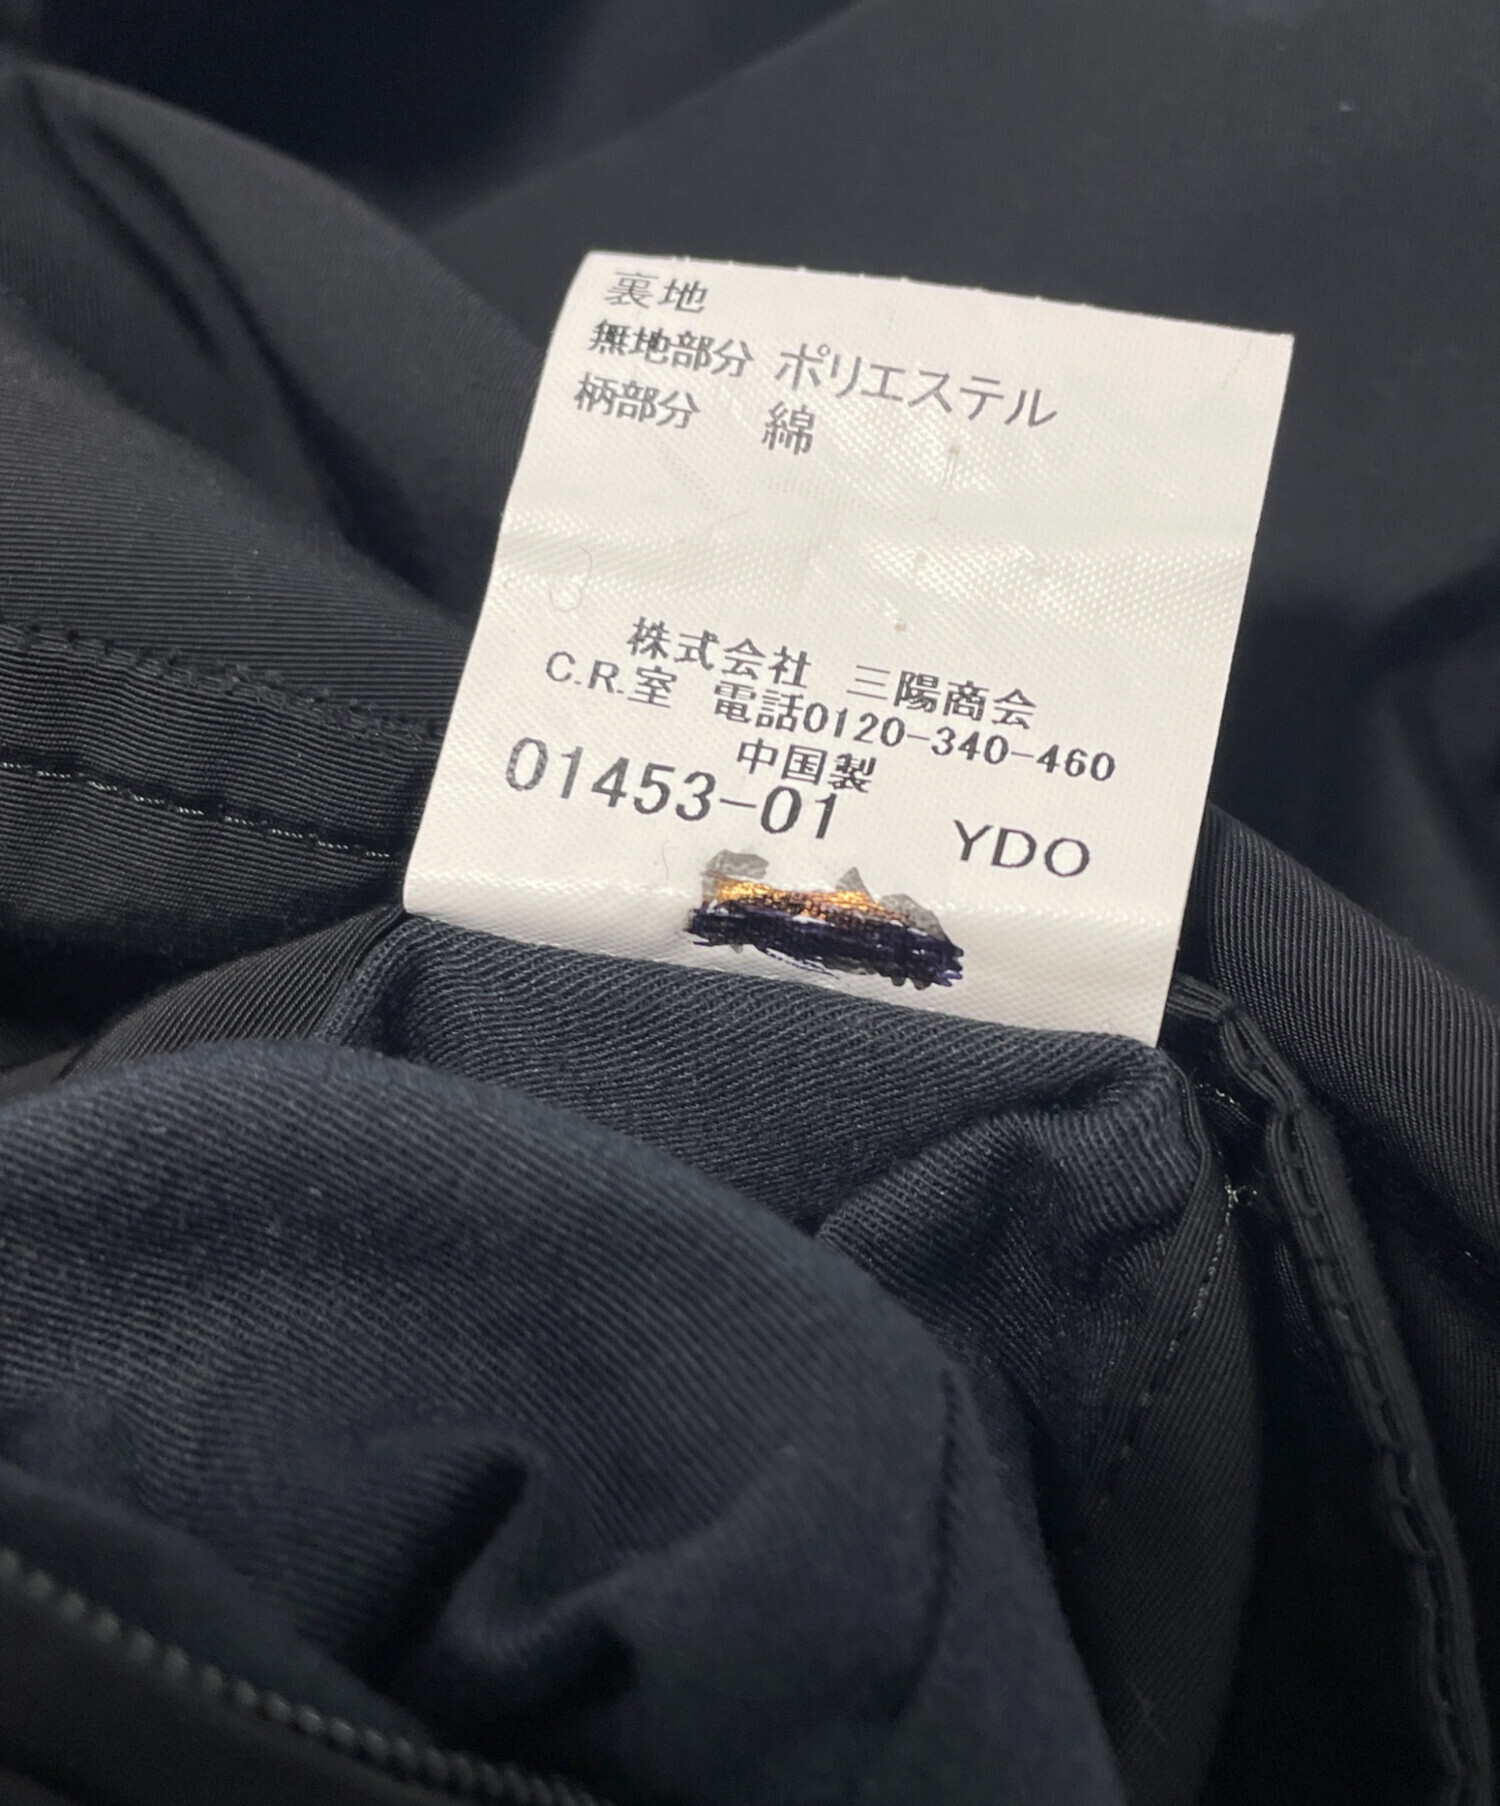 裏地
無地部分 ポリエステル
柄部分 綿
株式会社 三陽商会
C.R.室 電話0120-340-460
中国製
01453-01 YDO